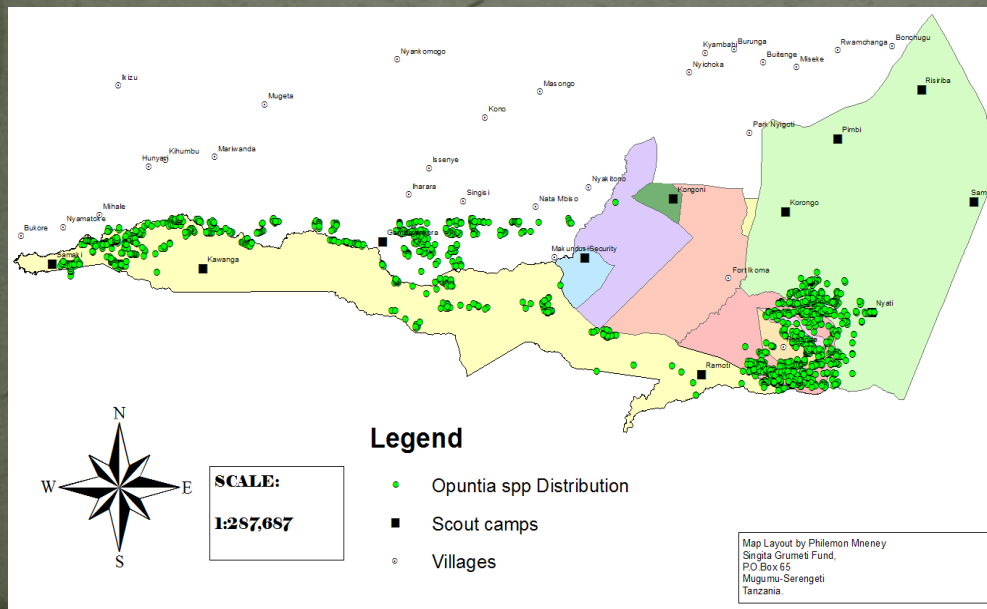 Kyambabi
Burunga
Bonchugu
Rwamchanga
Nyankomogo
Buitenge
Miseke
Nyichoka
Ikizu
Masongo
Risiriba
Mugeta
Kono
Park Nyigoti
Pimbi
Kihumbu
Mariwanda
Hunyari
Issenye
Nyakitono
Kongoni
Iharara
Singisi
Nata Mbiso
Korongo
Sam
Mihale
Nyamatoke
Bukore
Makundusi Security
Samaki
Kawanga
Fort Ikoma
Nyati
Ramoti
N
W
E
S
SCALE:
1:287,687
Legend
Opuntia spp Distribution
Scout camps
Villages
Map Layout by Philemon Mneney
Singita Grumeti Fund,
P.O.Box 65
Mugumu-Serengeti
Tanzania.